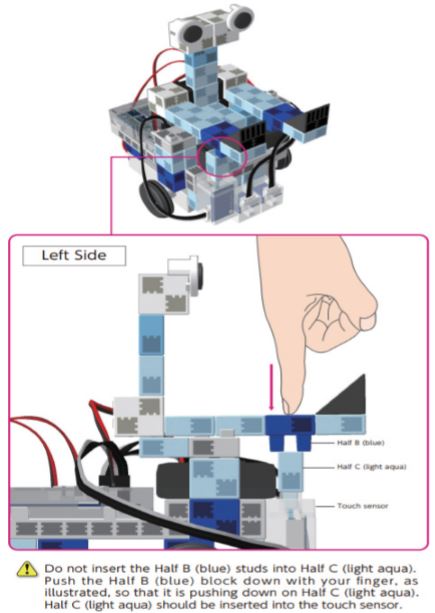 Left Side
Half B (blue)
Half C (light aqua)
Touch sensor
Do not insert the Half B (blue) studs into Half C (light aqua).
Push the Half B (blue) block down with your finger, as
illustrated, so that it is pushing down on Half C (light aqua).
Half C (light aqua) should be inserted into the touch sensor.